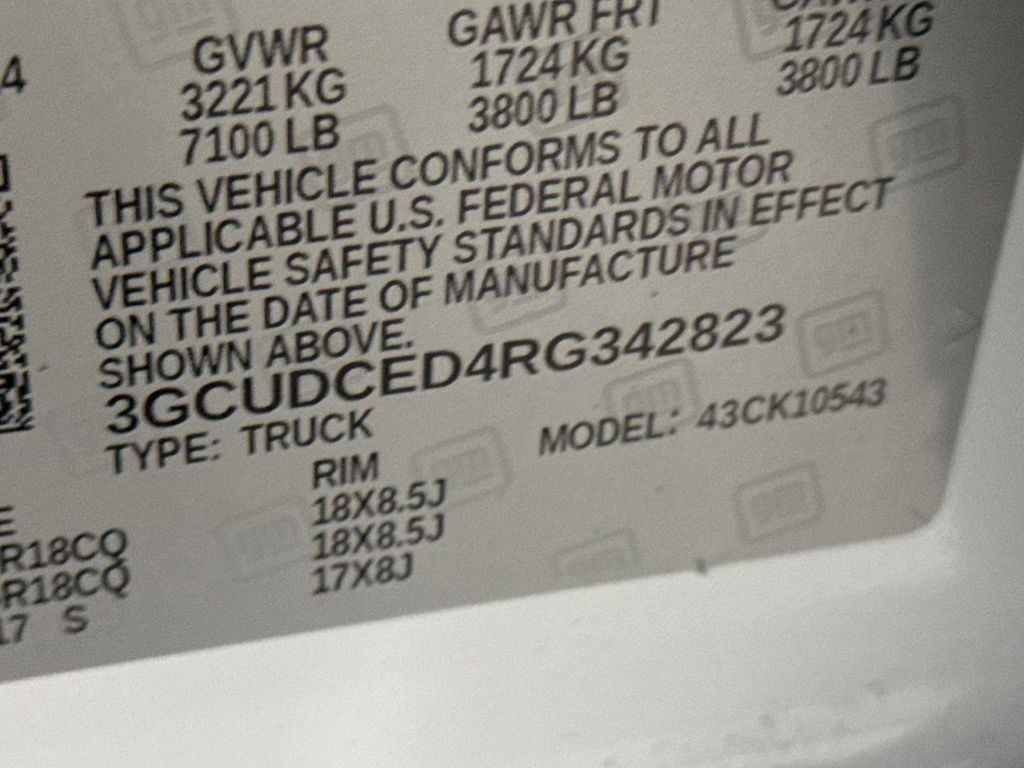 4 GVWR GAWR FRT
3221 KG 1724 KG 1724 KG
7100 LB 3800 LB 3800 LB
THIS VEHICLE CONFORMS TO ALL
APPLICABLE U.S. FEDERAL MOTOR
VEHICLE SAFETY STANDARDS IN EFFECT
ON THE DATE OF MANUFACTURE
SHOWN ABOVE.
3GCUDCED4RG342823
TYPE: TRUCK MODEL: 43CK10543
RIM
R18CQ 18X8.5J
R18CQ 18X8.5J
17 S 17X8J